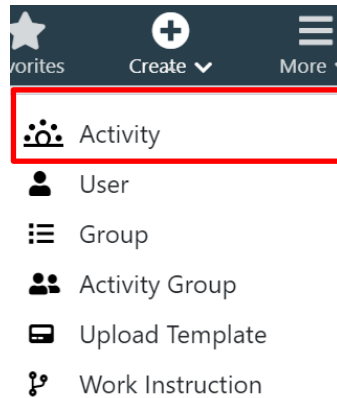 vorites Create More
Activity
User
Group
Activity Group
Upload Template
Work Instruction